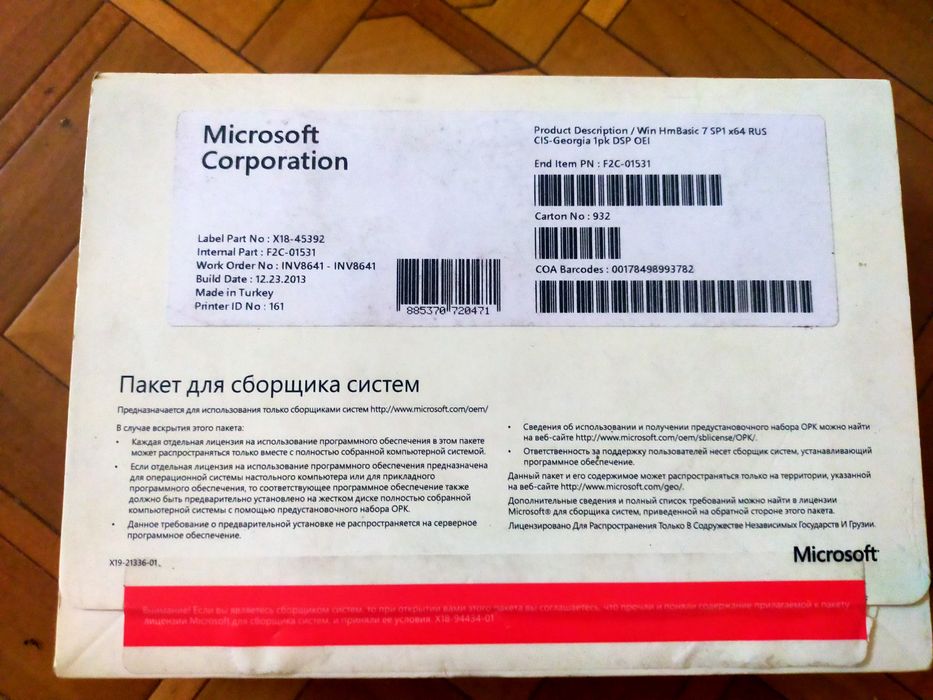 Microsoft
Corporation
Label Part No : X18-45392
Internal Part : F2C-01531
Work Order No : INV8641 - INV8641
Build Date : 12.23.2013
Made in Turkey
Printer ID No : 161
885370 720471
Product Description / Win HmBasic 7 SP1 x64 RUS
CIS-Georgia 1pk DSP OEI
End Item PN : F2C-01531
Carton No : 932
COA Barcodes : 00178498993782
Пакет для сборщика систем
Предназначается для использования только сборщиками систем http://www.microsoft.com/oem/
В случае вскрытия этого пакета:
• Каждая отдельная лицензия на использование программного обеспечения в этом пакете
может распространяться только вместе с полностью собранной компьютерной системой.
• Если отдельная лицензия на использование программного обеспечения предназначена
для операционной системы настольного компьютера или для прикладного
программного обеспечения, то соответствующее программное обеспечение также
должно быть предварительно установлено на жестком диске полностью собранной
компьютерной системы с помощью предустановочного набора OPK.
• Данное требование о предварительной установке не распространяется на серверное
программное обеспечение.
X19-21336-01
• Сведения об использовании и получении предустановочного набора OPK можно найти
на веб-сайте http://www.microsoft.com/oem/sblicense/OPK/.
• Ответственность за поддержку пользователей несет сборщик систем, устанавливающий
программное обеспечение.
Данный пакет и его содержимое может распространяться только на территории, указанной
на веб-сайте http://www.microsoft.com/geo/.
Дополнительные сведения и полный список требований можно найти в лицензии
Microsoft® для сборщика систем, приведенной на обратной стороне этого пакета.
Лицензировано Для Распространения Только В Содружестве Независимых Государств И Грузии.
Microsoft
Внимание! Если вы являетесь сборщиком систем, то при открытии вами этого пакета вы соглашаетесь, что прочли и поняли содержание прилагаемой к пакету
лицензии Microsoft для сборщика систем, и приняли ее условия. X18-94434-01